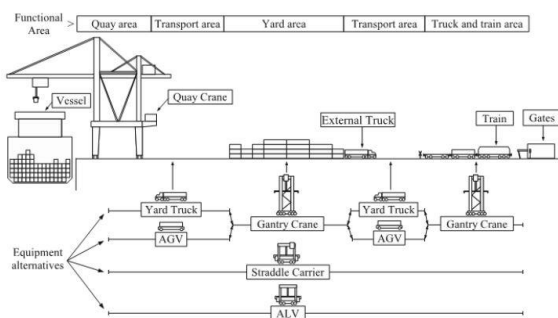 Functional
Area > Quay area Transport area Yard area Transport area Truck and train area
Vessel
Quay Crane
External Truck
Train
Gates
Yard Truck
Gantry Crane
Yard Truck
Gantry Crane
AGV
AGV
Equipment
alternatives
Straddle Carrier
ALV